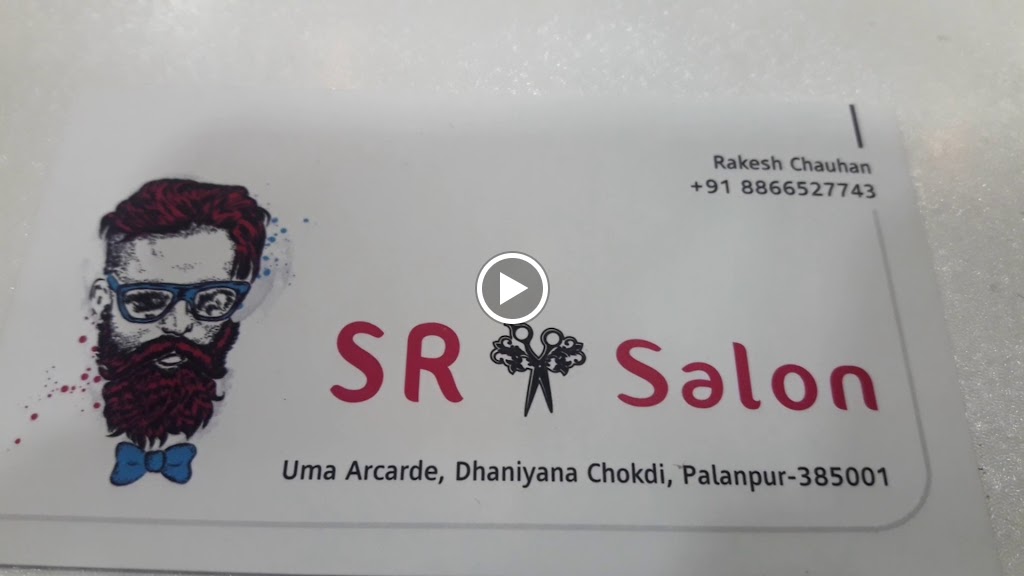 Rakesh Chauhan
+91 8866527743
SR Salon
Uma Arcarde, Dhaniyana Chokdi, Palanpur-385001